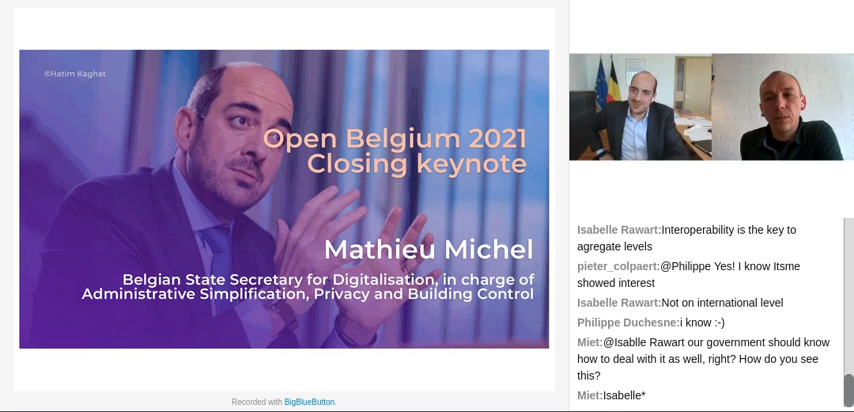 ©Hatim Kaghat
Open Belgium 2021
Closing keynote
Mathieu Michel
Belgian State Secretary for Digitalisation, in charge of
Administrative Simplification, Privacy and Building Control
Recorded with BigBlueButton.
Isabelle Rawart:Interoperability is the key to
agregate levels
pieter_colpaert:@Philippe Yes! I know Itsme
showed interest
Isabelle Rawart:Not on international level
Philippe Duchesne:i know :-)
Miet:@Isablle Rawart our government should know
how to deal with it as well, right? How do you see
this?
Miet:Isabelle*